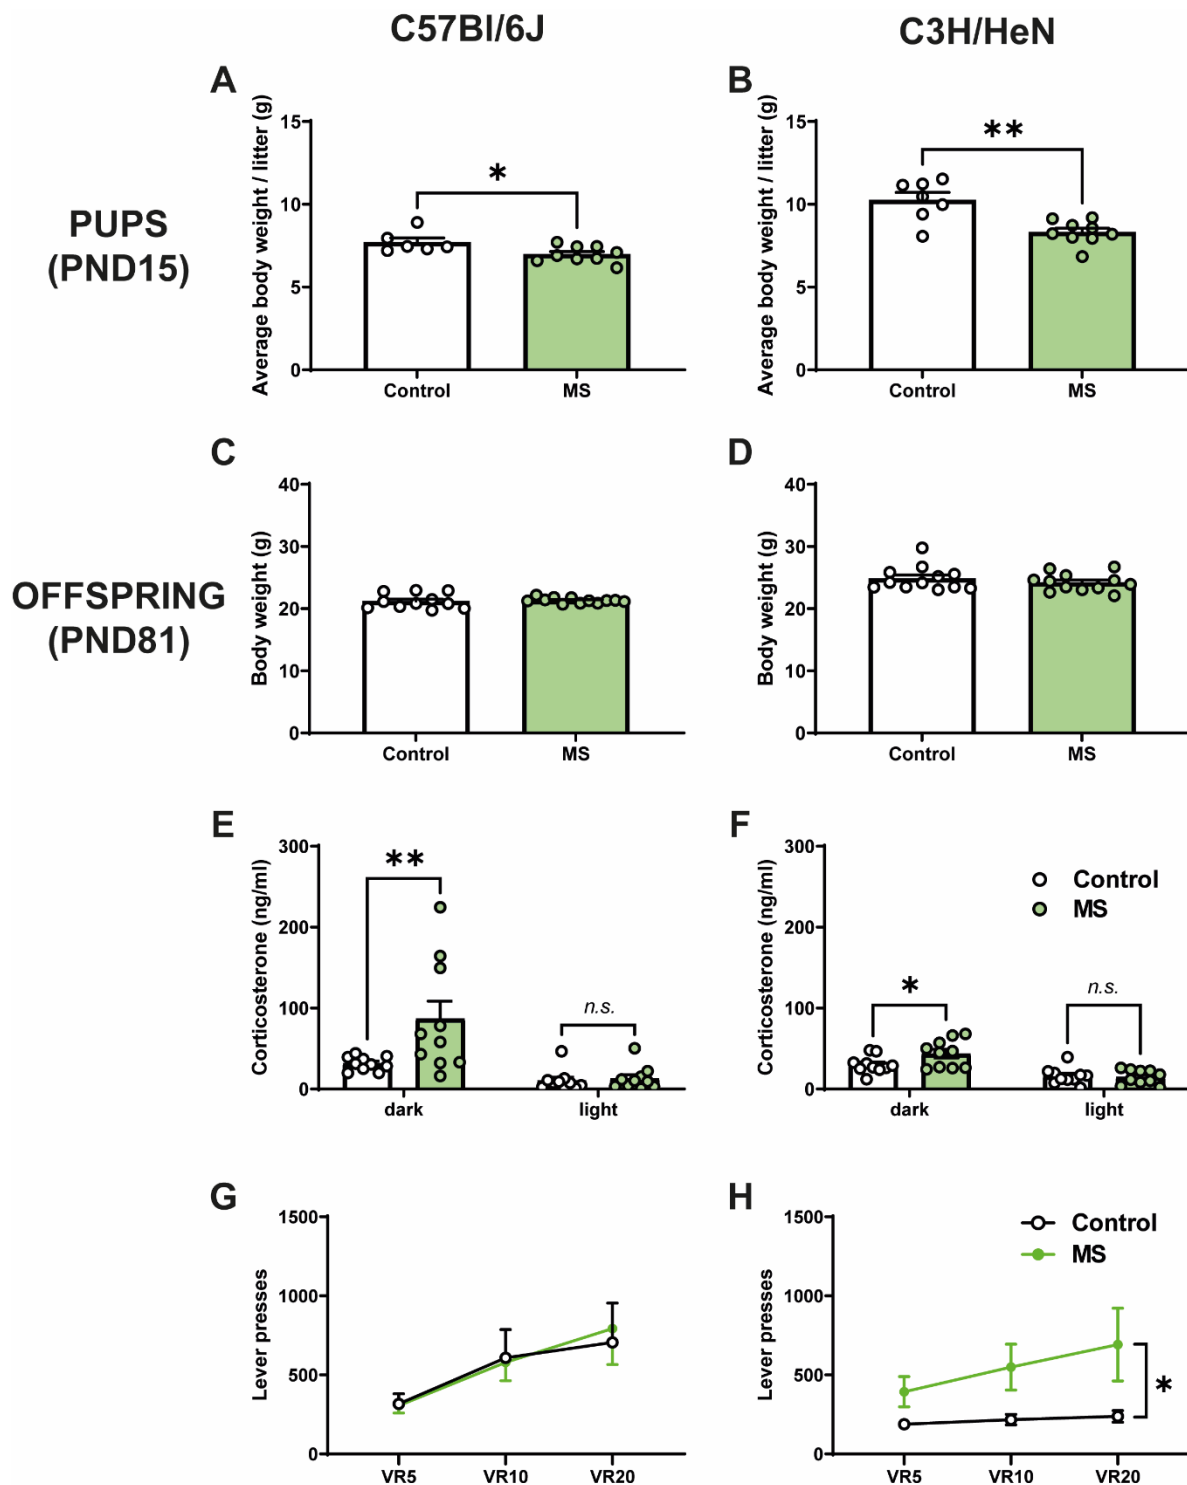 C57Bl/6J
C3H/HeN
PUPS
(PND15)
A
Average body weight / litter (g)
15
10
5
0
*
Control
MS
B
Average body weight / litter (g)
15
10
5
0
**
Control
MS
OFFSPRING
(PND81)
C
Body weight (g)
40
30
20
10
0
Control
MS
D
Body weight (g)
40
30
20
10
0
Control
MS
E
Corticosterone (ng/ml)
300
200
100
0
**
n.s.
dark
light
F
Corticosterone (ng/ml)
300
200
100
0
*
n.s.
Control
MS
dark
light
G
Lever presses
1500
1000
500
0
VR5
VR10
VR20
H
Lever presses
1500
1000
500
0
Control
MS
*
VR5
VR10
VR20